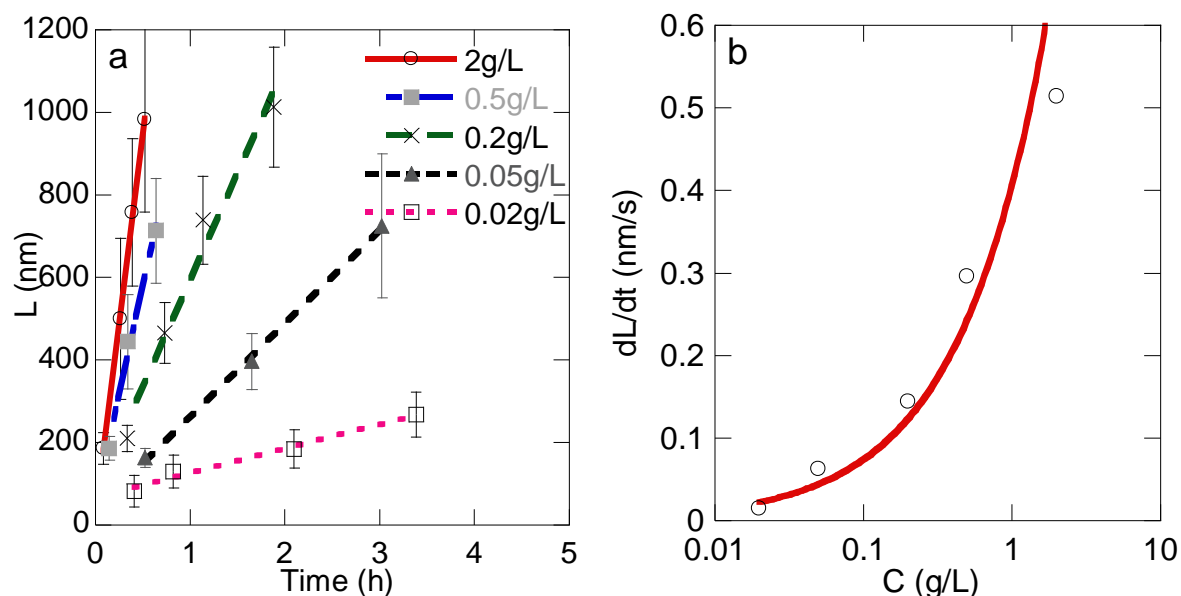 a
1200
1000
800
600
400
200
0
L (nm)
2g/L
0.5g/L
0.2g/L
0.05g/L
0.02g/L
0 1 2 3 4 5
Time (h)
b
0.6
0.5
0.4
0.3
0.2
0.1
0
dL/dt (nm/s)
0.01 0.1 1 10
C (g/L)